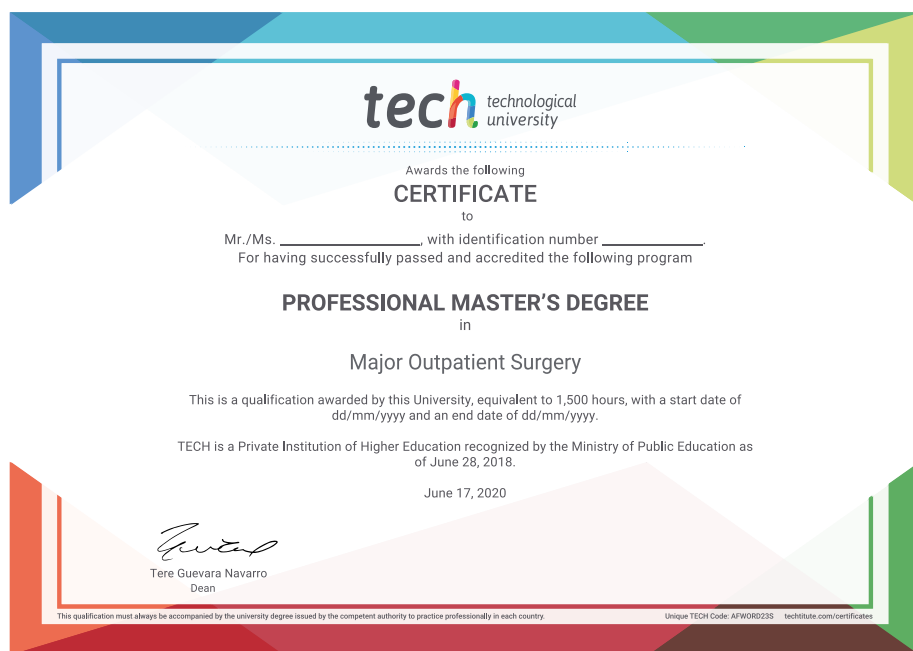 tech technological
university
Awards the following
CERTIFICATE
to
Mr./Ms. ____________________, with identification number ______________.
For having successfully passed and accredited the following program
PROFESSIONAL MASTER'S DEGREE
in
Major Outpatient Surgery
This is a qualification awarded by this University, equivalent to 1,500 hours, with a start date of
dd/mm/yyyy and an end date of dd/mm/yyyy.
TECH is a Private Institution of Higher Education recognized by the Ministry of Public Education as
of June 28, 2018.
June 17, 2020
Tere Guevara Navarro
Dean
This qualification must always be accompanied by the university degree issued by the competent authority to practice professionally in each country.
Unique TECH Code: AFWORD23S techtitute.com/certificates